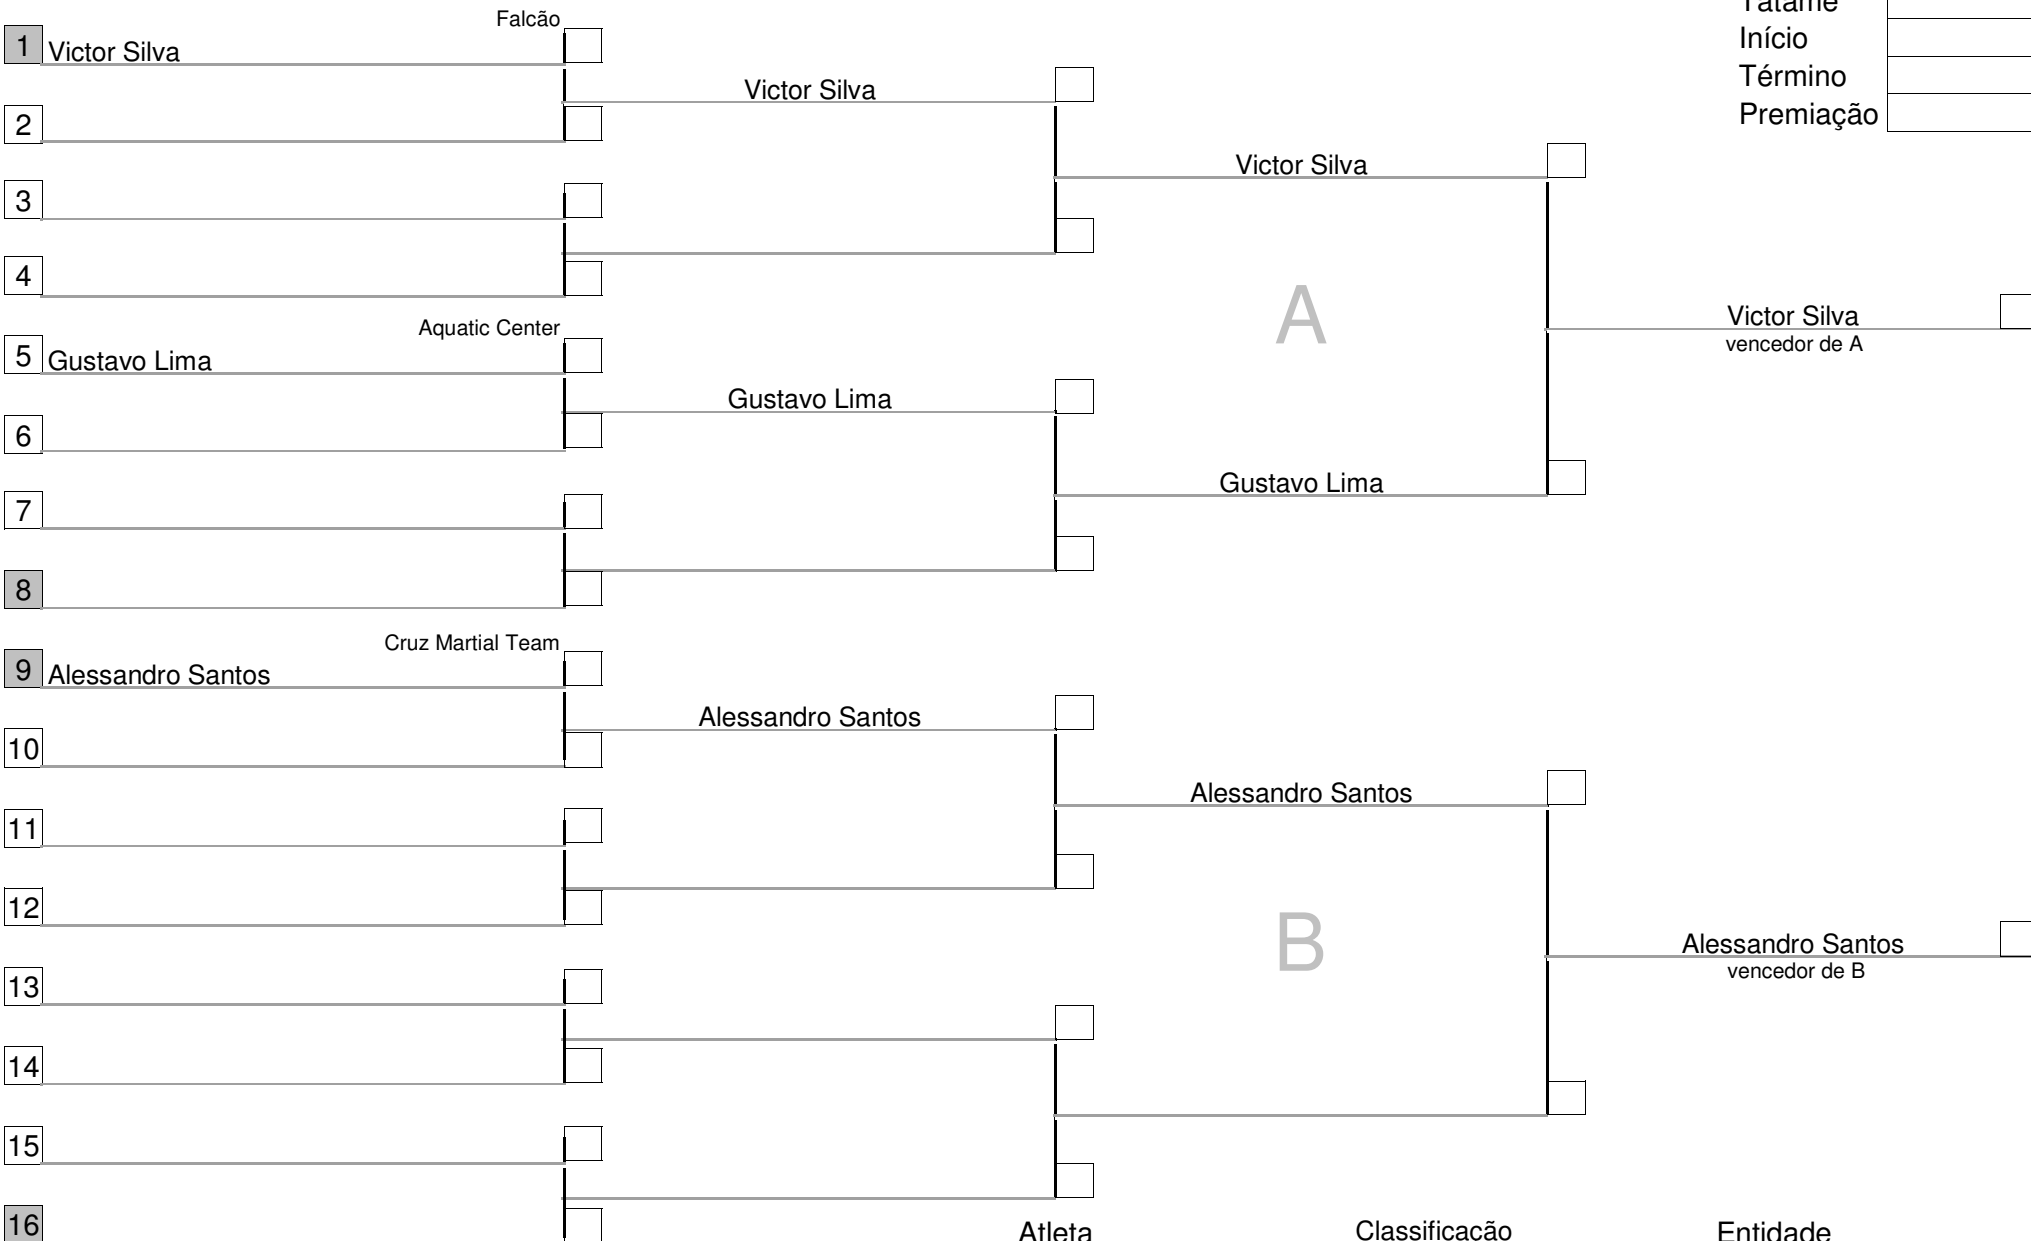 Tatame
Falcão
1 Victor Silva
Início
Término
Victor Silva
Premiação
2
Victor Silva
3
4
Victor Silva
vencedor de A
A
Aquatic Center
5 Gustavo Lima
Gustavo Lima
6
Gustavo Lima
7
8
Cruz Martial Team
9 Alessandro Santos
Alessandro Santos
10
Alessandro Santos
11
12
B
Alessandro Santos
vencedor de B
13
14
15
16
Atleta Classificação Entidade